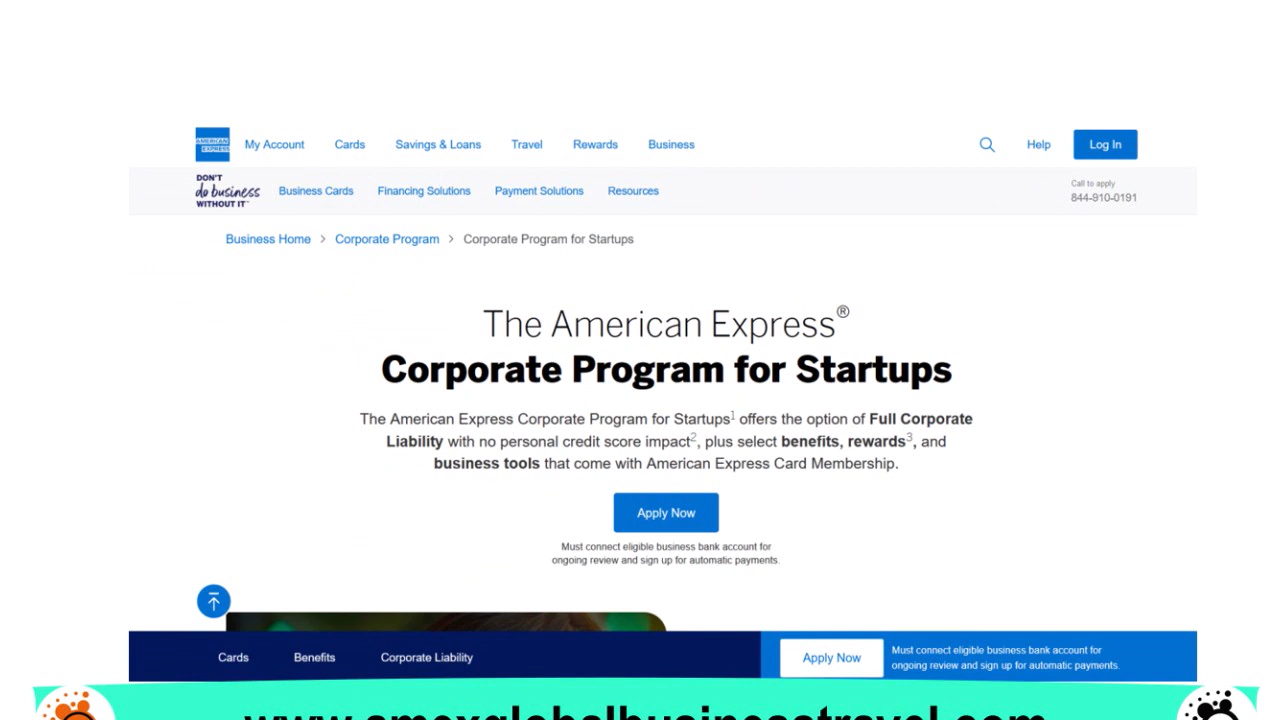 AMERICAN
EXPRESS
My Account Cards Savings & Loans Travel Rewards Business Help Log In
DON'T
do business
WITHOUT IT™
Business Cards Financing Solutions Payment Solutions Resources
Call to apply
844-910-0191
Business Home > Corporate Program > Corporate Program for Startups
The American Express®
Corporate Program for Startups
The American Express Corporate Program for Startups¹ offers the option of Full Corporate
Liability with no personal credit score impact², plus select benefits, rewards³, and
business tools that come with American Express Card Membership.
Apply Now
Must connect eligible business bank account for
ongoing review and sign up for automatic payments.
Cards Benefits Corporate Liability
Apply Now
Must connect eligible business bank account for
ongoing review and sign up for automatic payments.
www.amexglobalbusinesstravel.com